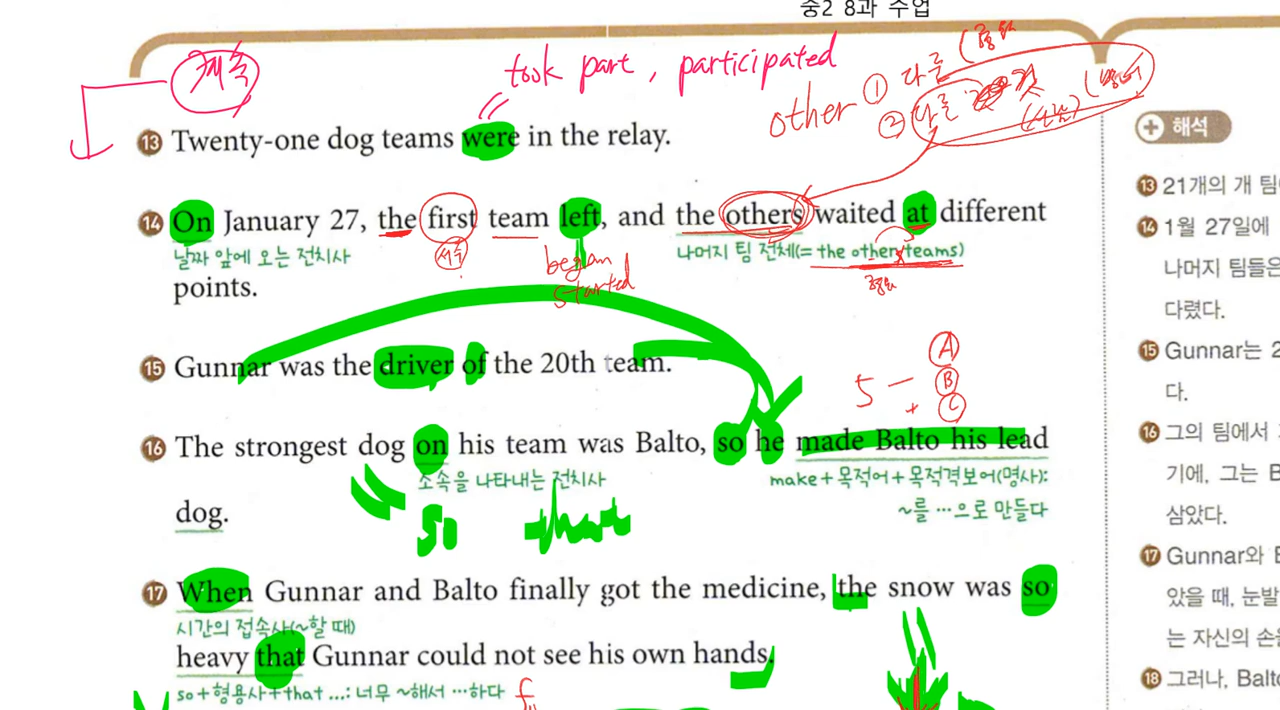 중2 8과 수업
계속
took part, participated
other ① 다른
② 다른 것
⑬ Twenty-one dog teams were in the relay.
⑭ On January 27, the first team left, and the others waited at different
날짜 앞에 오는 전치사
서수
began
started
나머지 팀 전체(= the other teams)
points.
⑮ Gunnar was the driver of the 20th team.
5 - A
B
+ C
⑯ The strongest dog on his team was Balto, so he made Balto his lead
소속을 나타내는 전치사
make+목적어+목적격보어(명사):
~를 …으로 만들다
dog.
so that
⑰ When Gunnar and Balto finally got the medicine, the snow was so
시간의 접속사(~할 때)
heavy that Gunnar could not see his own hands.
so+형용사+that …: 너무 ~해서 …하다
+ 해석
⑬ 21개의 개 팀
⑭ 1월 27일에
나머지 팀들은
다렸다.
⑮ Gunnar는 2
다.
⑯ 그의 팀에서
기에, 그는 B
삼았다.
⑰ Gunnar와
았을 때, 눈발
는 자신의 손
⑱ 그러나, Balt